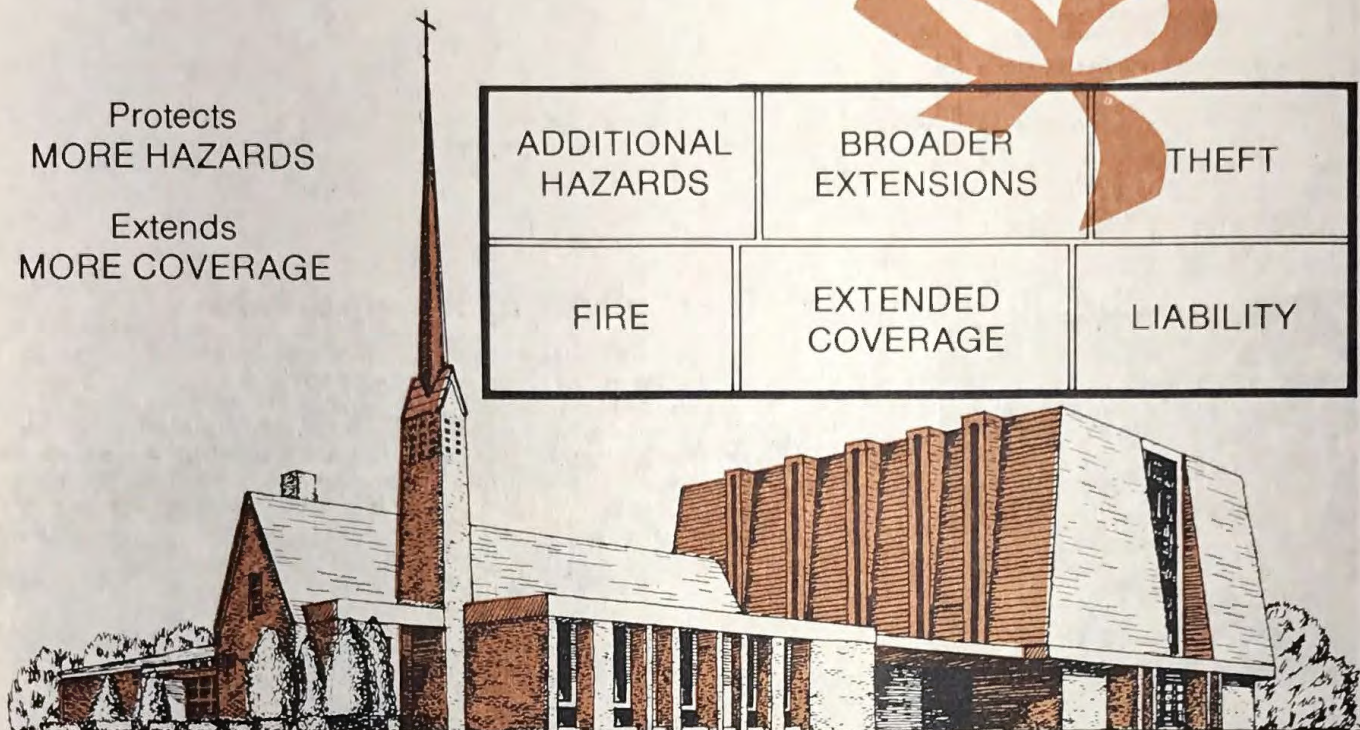 Protects
MORE HAZARDS
Extends
MORE COVERAGE
ADDITIONAL
HAZARDS
BROADER
EXTENSIONS
THEFT
FIRE
EXTENDED
COVERAGE
LIABILITY